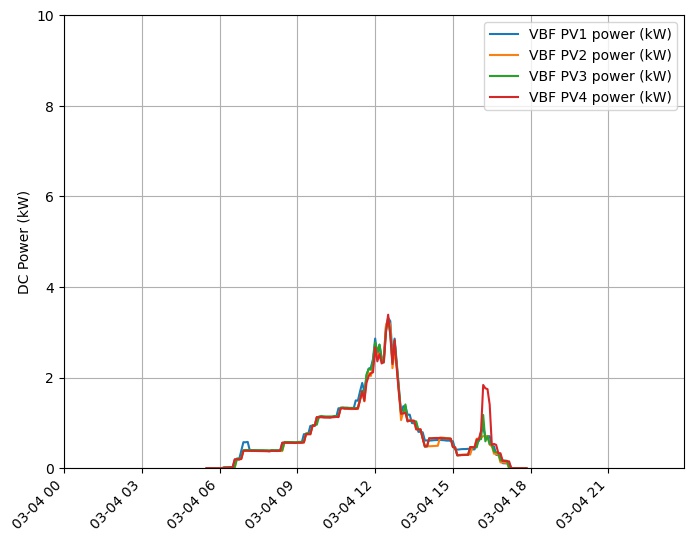 10
8
6
4
2
0
DC Power (kW)
VBF PV1 power (kW)
VBF PV2 power (kW)
VBF PV3 power (kW)
VBF PV4 power (kW)
03-04 00
03-04 03
03-04 06
03-04 09
03-04 12
03-04 15
03-04 18
03-04 21